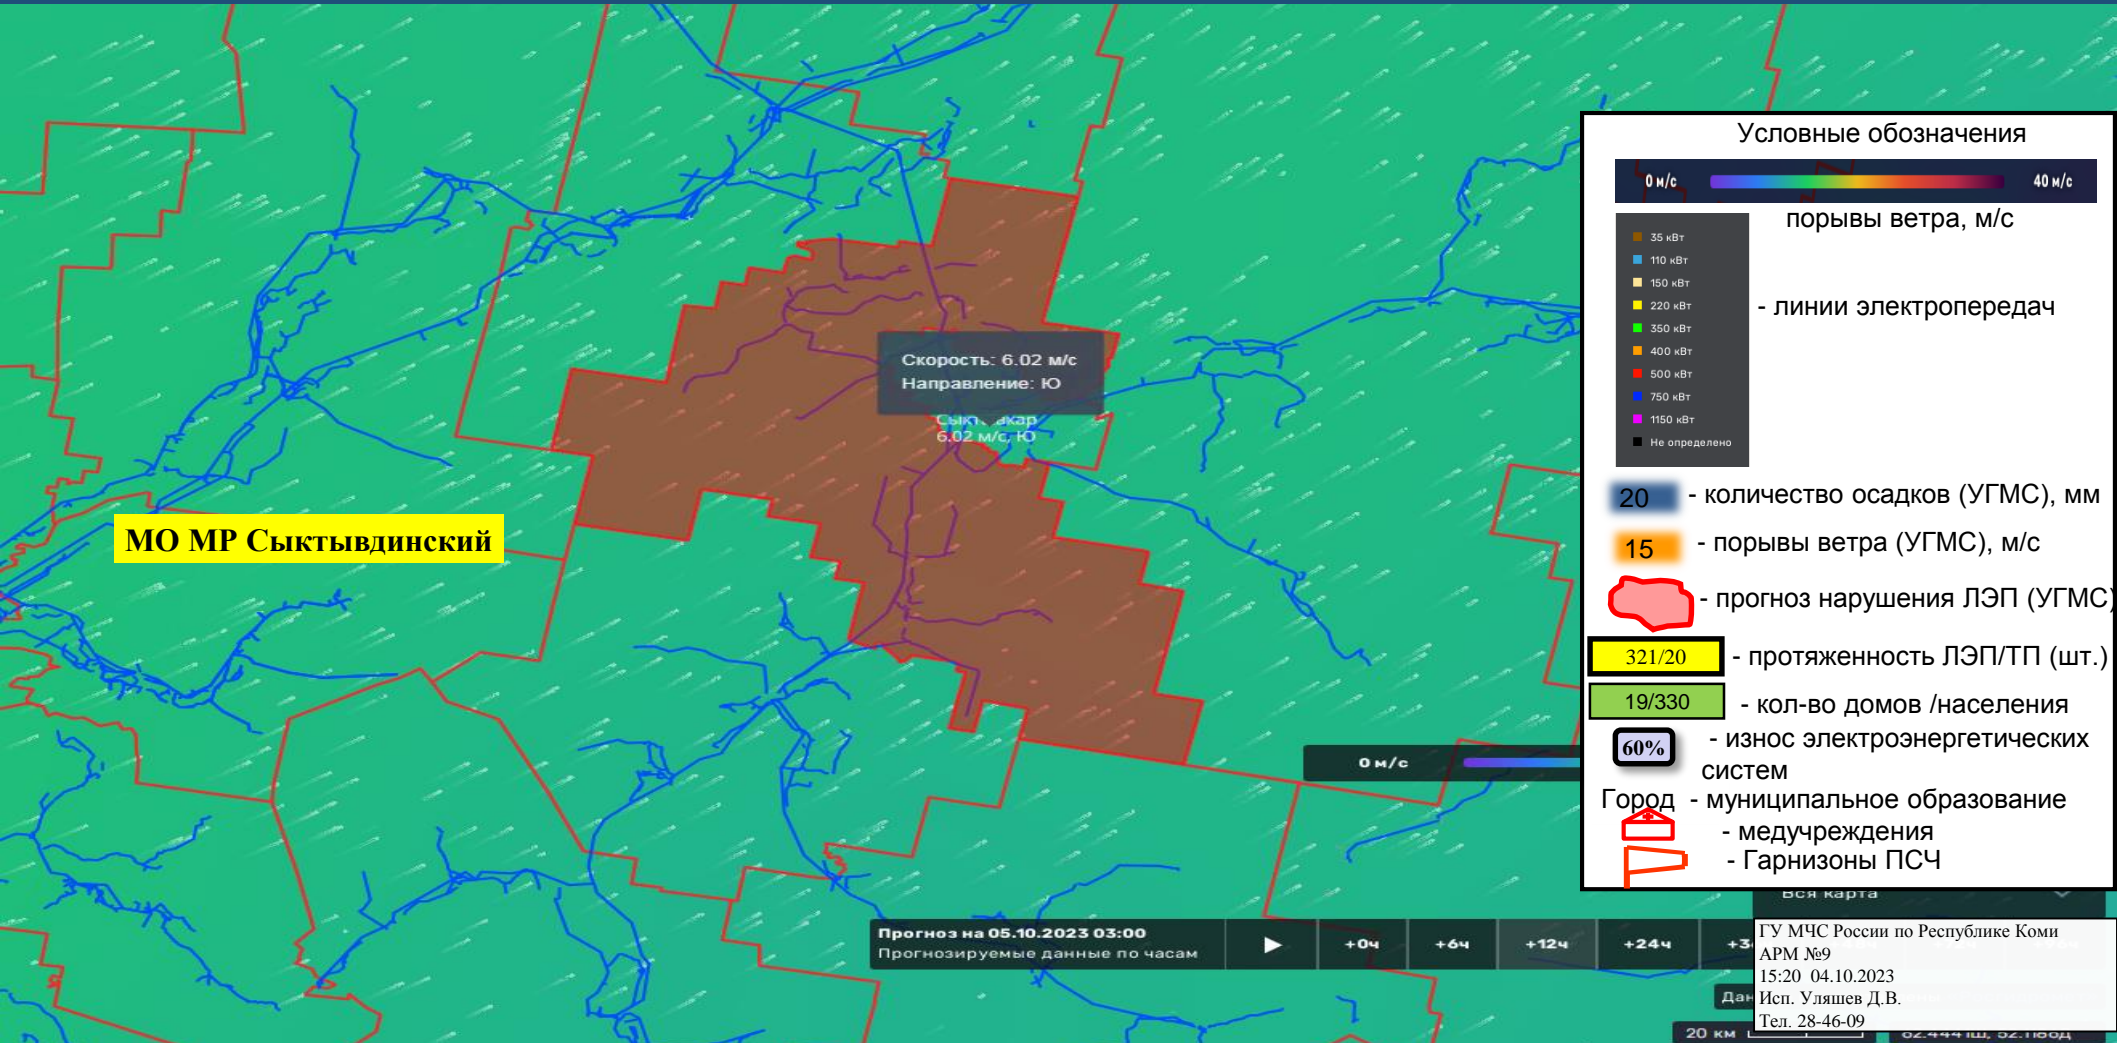 Условные обозначения
0 м/с 40 м/с
порывы ветра, м/с
35 кВт
110 кВт
150 кВт
220 кВт
350 кВт
400 кВт
500 кВт
750 кВт
1150 кВт
Не определено
- линии электропередач
20 - количество осадков (УГМС), мм
15 - порывы ветра (УГМС), м/с
- прогноз нарушения ЛЭП (УГМС)
321/20 - протяженность ЛЭП/ТП (шт.)
19/330 - кол-во домов /населения
60% - износ электроэнергетических
систем
Город - муниципальное образование
- медучреждения
- Гарнизоны ПСЧ
Скорость: 6.02 м/с
Направление: Ю
6.02 м/с, Ю
МО МР Сыктывдинский
0 м/с
Вся карта
Прогноз на 05.10.2023 03:00
Прогнозируемые данные по часам
+0ч +6ч +12ч +24ч
ГУ МЧС России по Республике Коми
АРМ №9
15:20 04.10.2023
Исп. Уляшев Д.В.
Тел. 28-46-09
20 км